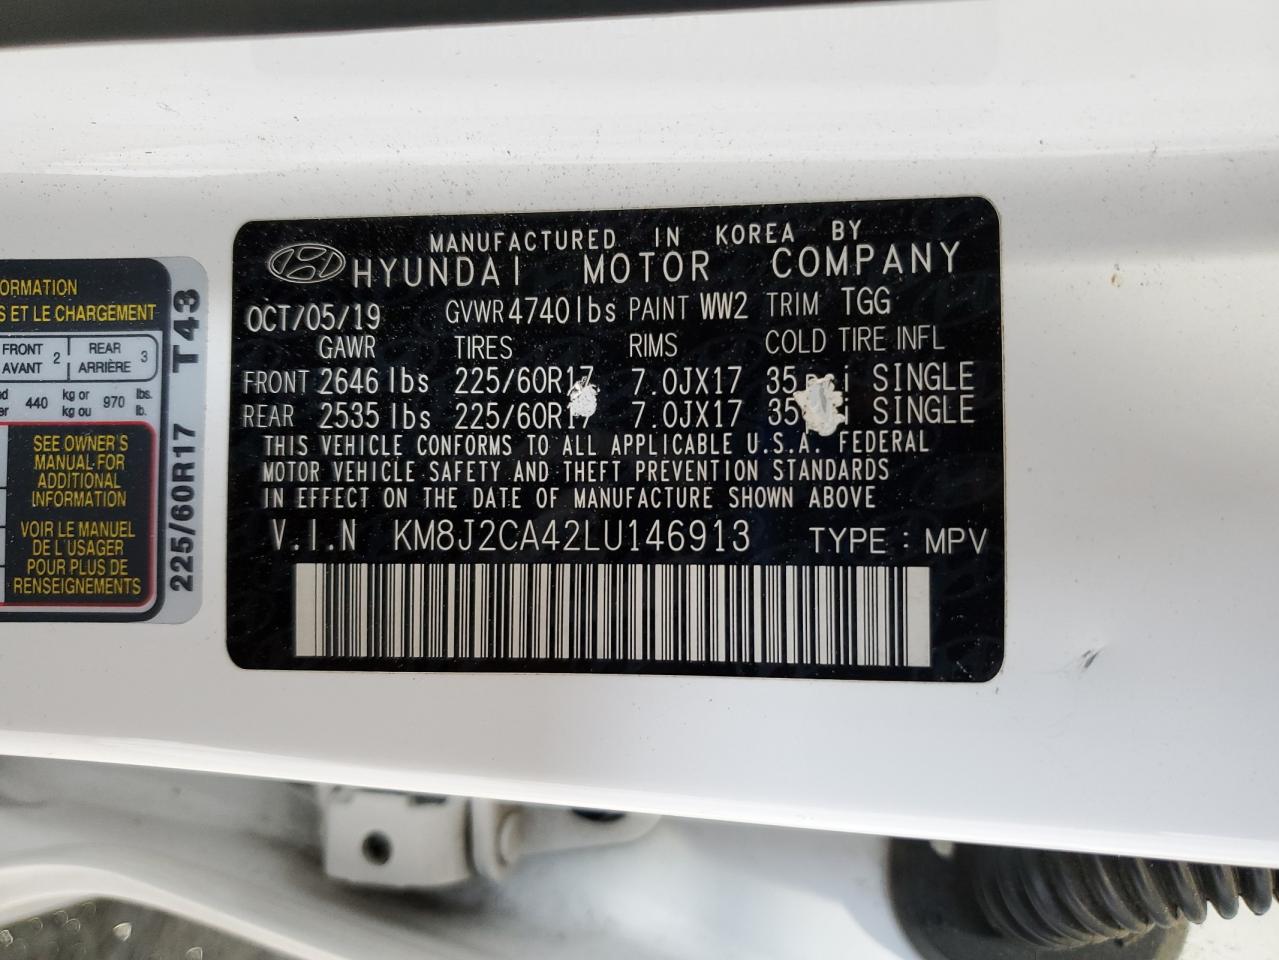 ORMATION
S ET LE CHARGEMENT
FRONT AVANT 2 REAR ARRIÈRE 3
440 kg or kg ou 970 lb. lbs.
SEE OWNER'S
MANUAL FOR
ADDITIONAL
INFORMATION
VOIR LE MANUEL
DE L'USAGER
POUR PLUS DE
RENSEIGNEMENTS
225/60R17 T43
MANUFACTURED IN KOREA BY
HYUNDAI MOTOR COMPANY
OCT/05/19 GVWR 4740lbs PAINT WW2 TRIM TGG
GAWR TIRES RIMS COLD TIRE INFL
FRONT 2646 lbs 225/60R17 7.0JX17 35 SINGLE
REAR 2535 lbs 225/60R17 7.0JX17 35 SINGLE
THIS VEHICLE CONFORMS TO ALL APPLICABLE U.S.A. FEDERAL
MOTOR VEHICLE SAFETY AND THEFT PREVENTION STANDARDS
IN EFFECT ON THE DATE OF MANUFACTURE SHOWN ABOVE
V.I.N KM8J2CA42LU146913 TYPE : MPV